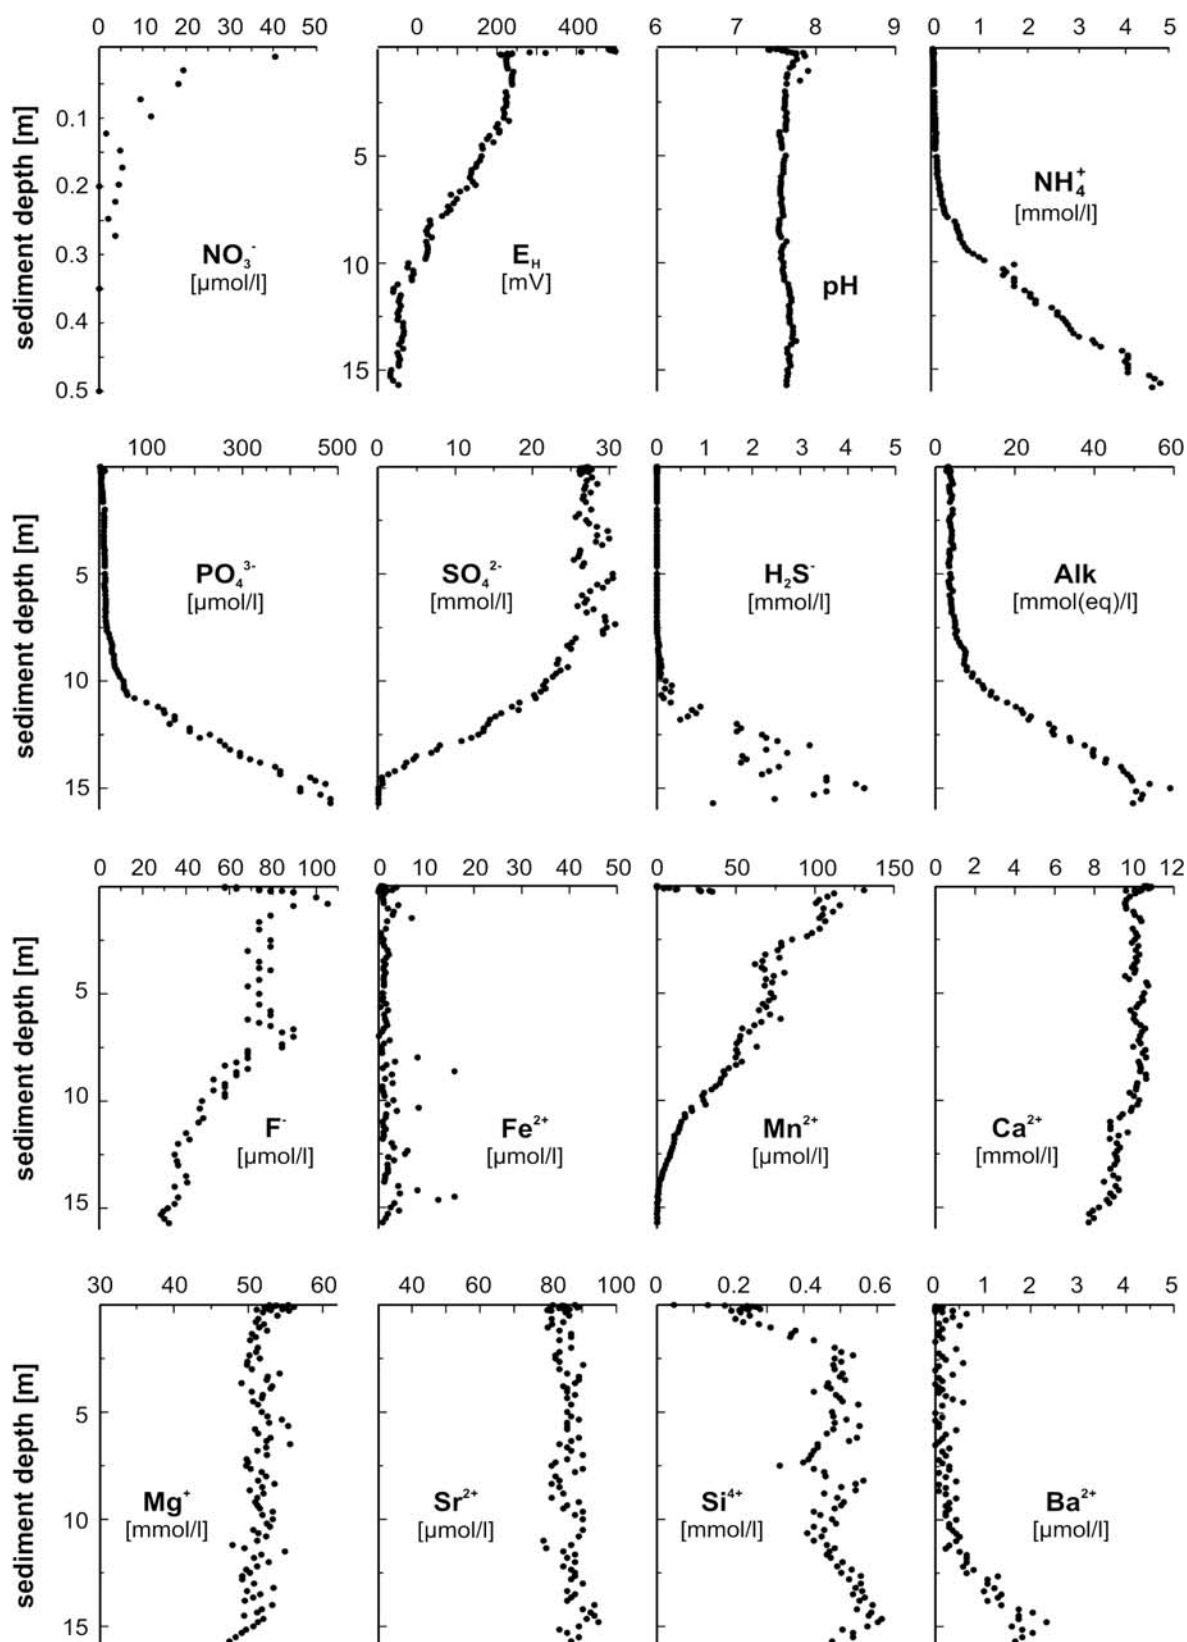 0 10 20 30 40 50
0 200 400
6 7 8 9
0 1 2 3 4 5
sediment depth [m]
0.1
0.2
0.3
0.4
0.5
5
10
15
NO₃⁻
[µmol/l]
E_H
[mV]
pH
NH₄⁺
[mmol/l]
100 300 500
0 10 20 30
0 1 2 3 4 5
0 20 40 60
sediment depth [m]
5
10
15
PO₄³⁻
[µmol/l]
SO₄²⁻
[mmol/l]
H₂S⁻
[mmol/l]
Alk
[mmol(eq)/l]
0 20 40 60 80 100
0 10 20 30 40 50
0 50 100 150
0 2 4 6 8 10 12
sediment depth [m]
5
10
15
F⁻
[µmol/l]
Fe²⁺
[µmol/l]
Mn²⁺
[µmol/l]
Ca²⁺
[mmol/l]
30 40 50 60
40 60 80 100
0 0.2 0.4 0.6
0 1 2 3 4 5
sediment depth [m]
5
10
15
Mg⁺
[mmol/l]
Sr²⁺
[µmol/l]
Si⁴⁺
[mmol/l]
Ba²⁺
[µmol/l]